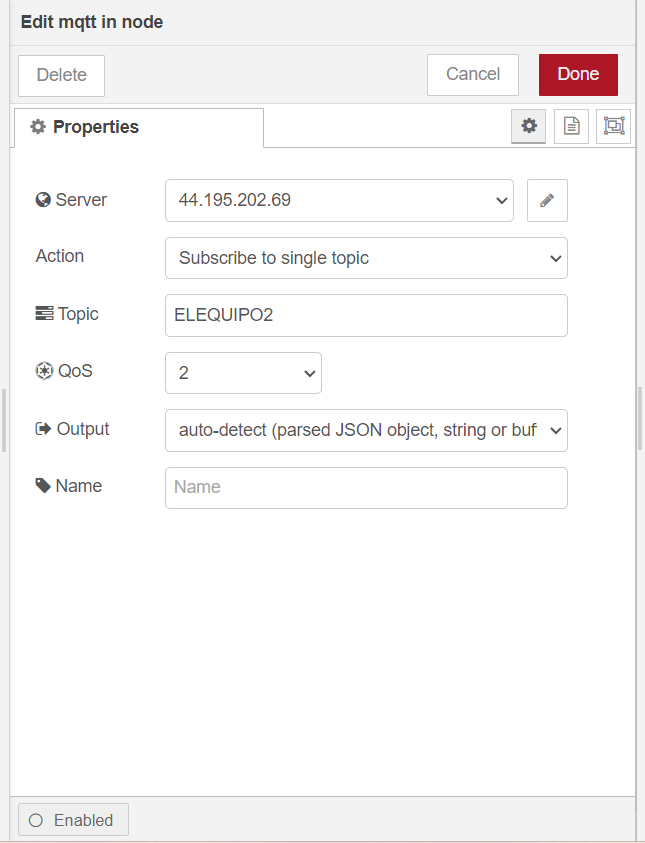 Edit mqtt in node
Delete
Cancel
Done
Properties
Server
44.195.202.69
Action
Subscribe to single topic
Topic
ELEQUIPO2
QoS
2
Output
auto-detect (parsed JSON object, string or buf
Name
Name
Enabled